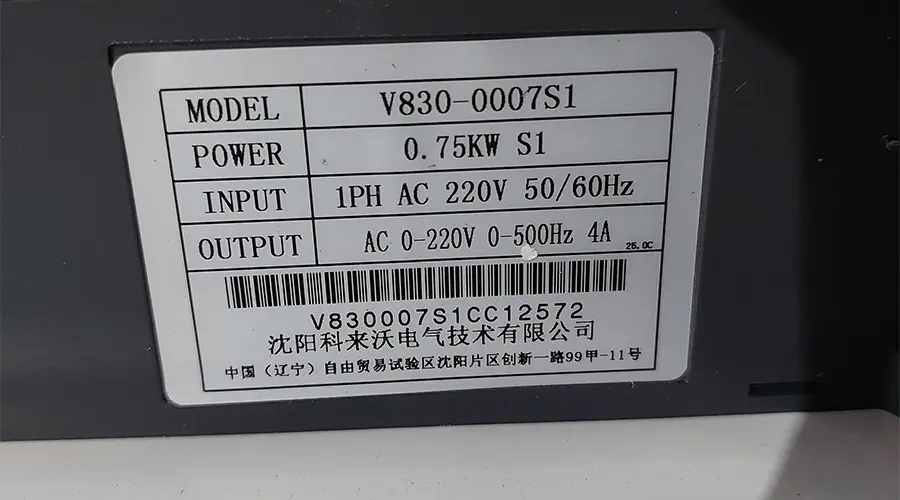 MODEL V830-0007S1
POWER 0.75KW S1
INPUT 1PH AC 220V 50/60Hz
OUTPUT AC 0-220V 0-500Hz 4A 26.0C
V830007S1CC12572
沈阳科来沃电气技术有限公司
中国（辽宁）自由贸易试验区沈阳片区创新一路99甲-11号